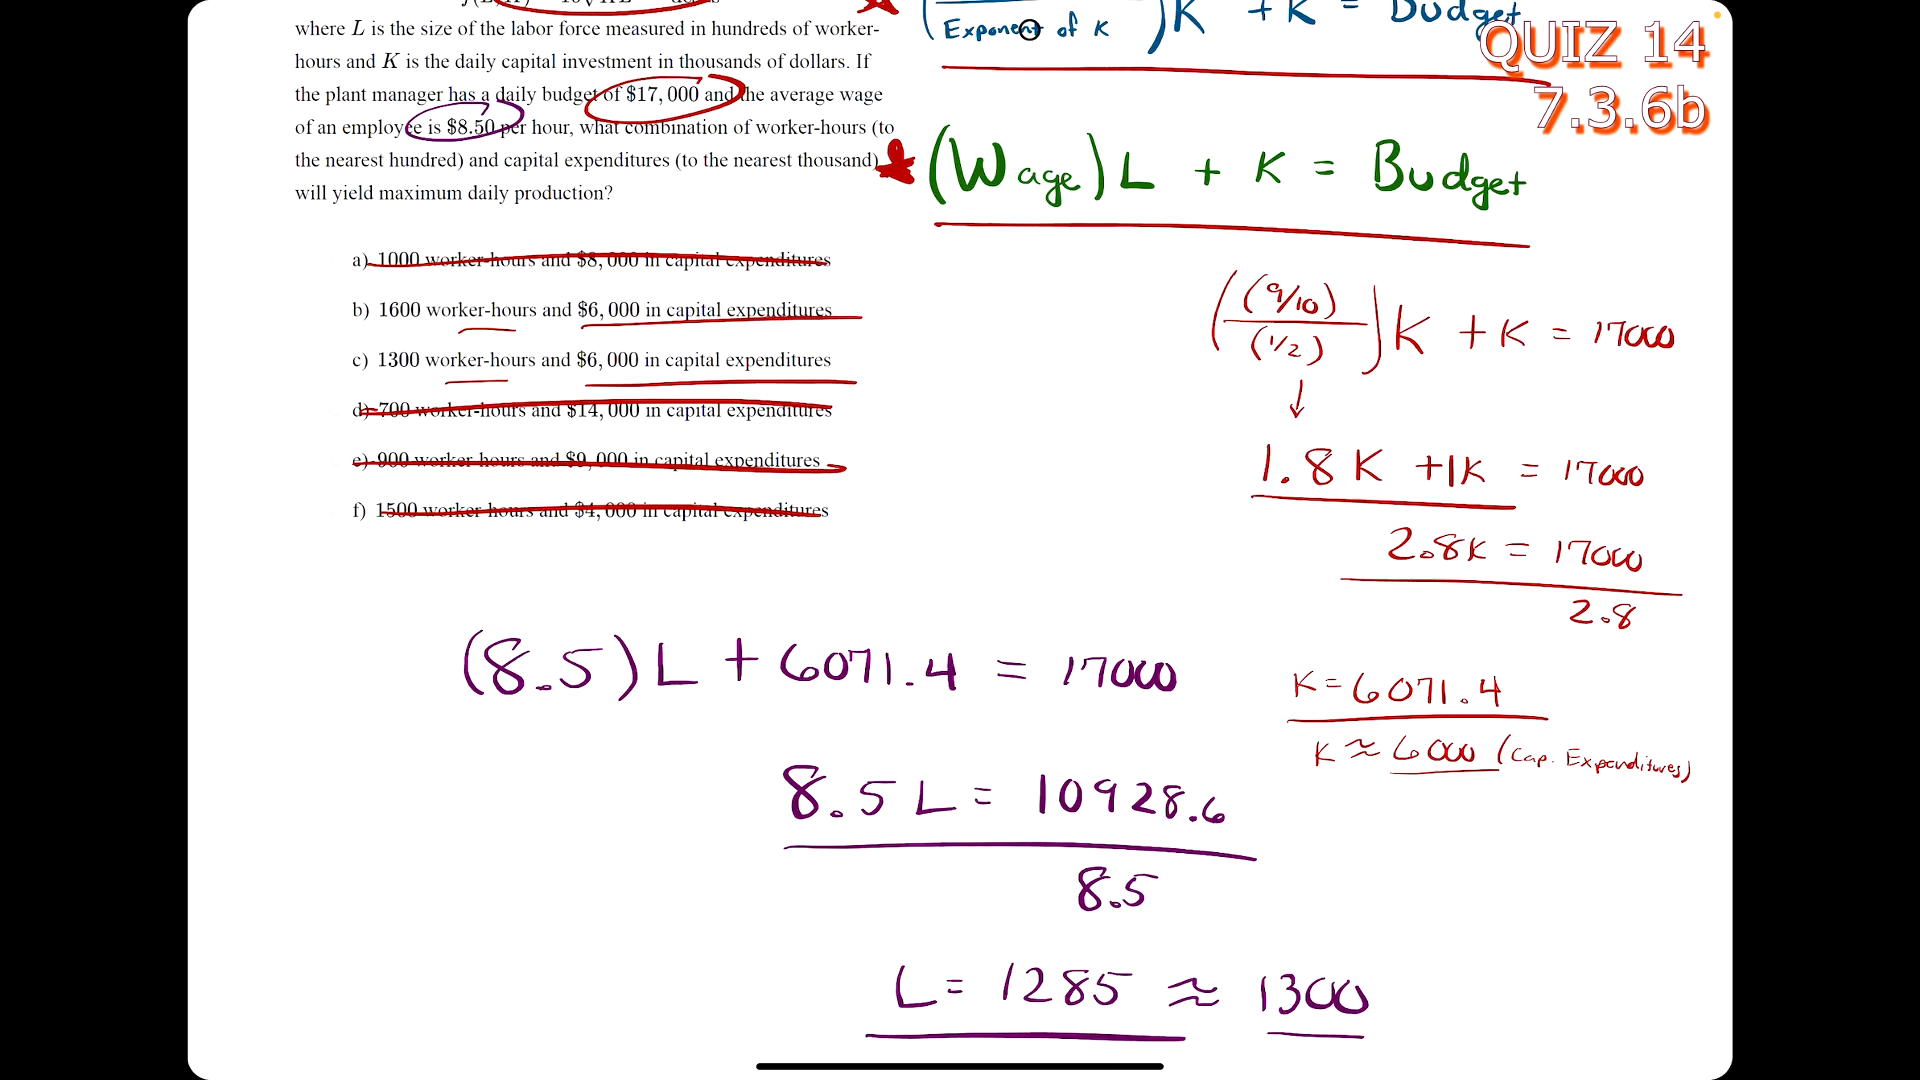 where L is the size of the labor force measured in hundreds of worker-
hours and K is the daily capital investment in thousands of dollars. If
the plant manager has a daily budget of $17,000 and the average wage
of an employee is $8.50 per hour, what combination of worker-hours (to
the nearest hundred) and capital expenditures (to the nearest thousand)
will yield maximum daily production?
a) 1000 worker-hours and $8,000 in capital expenditures
b) 1600 worker-hours and $6,000 in capital expenditures
c) 1300 worker-hours and $6,000 in capital expenditures
d) 700 worker-hours and $14,000 in capital expenditures
e) 900 worker-hours and $9,000 in capital expenditures
f) 1500 worker-hours and $4,000 in capital expenditures
( Exponent of K ) K + K = Budget
QUIZ 14
7.3.6b
(Wage) L + K = Budget
((9/10)/(1/2)) K + K = 17000
↓
1.8K + 1K = 17000
2.8K = 17000
2.8
K = 6071.4
K ≈ 6000 (Cap. Expenditures)
(8.5) L + 6071.4 = 17000
8.5 L = 10928.6
8.5
L = 1285 ≈ 1300